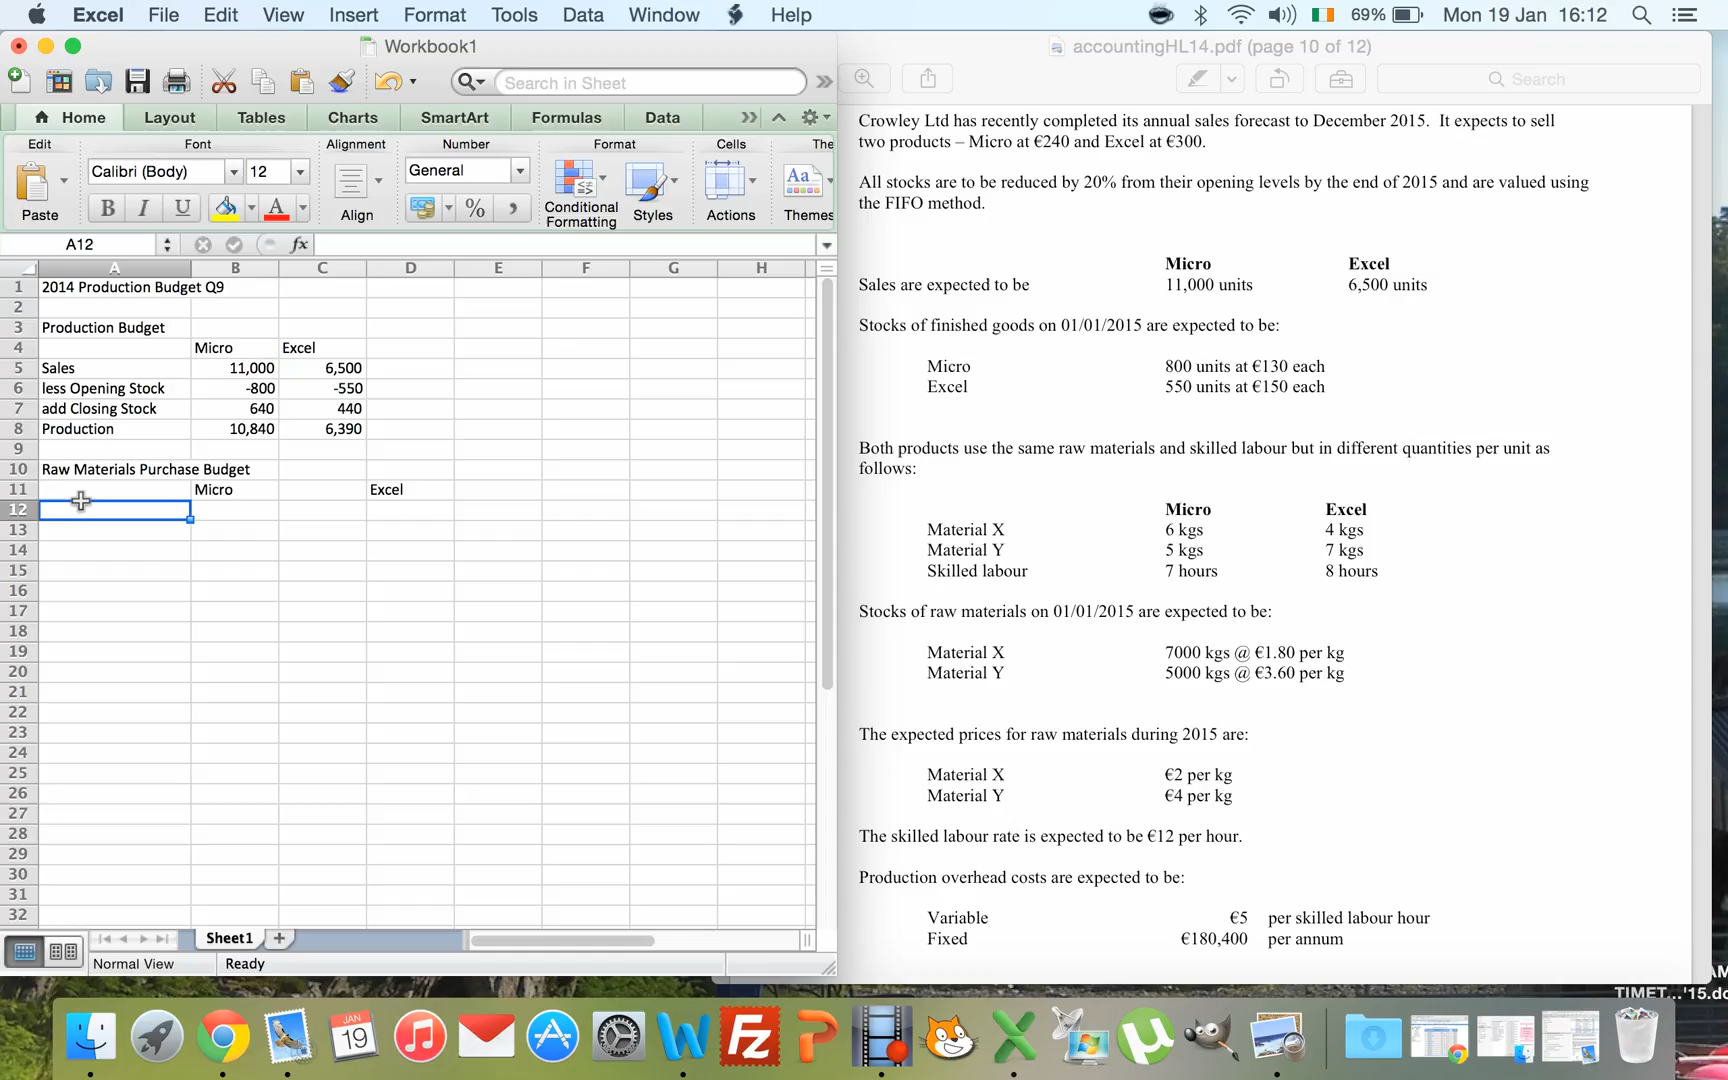 Excel File Edit View Insert Format Tools Data Window Help 69% Mon 19 Jan 16:12
Workbook1
Search in Sheet
Home Layout Tables Charts SmartArt Formulas Data
Edit Font Alignment Number Format Cells The
Calibri (Body) 12 General
Paste B I U A Align % Conditional Formatting Styles Actions Aa Themes
A12 fx
A B C D E F G H
1 2014 Production Budget Q9
2
3 Production Budget
4 Micro Excel
5 Sales 11,000 6,500
6 less Opening Stock -800 -550
7 add Closing Stock 640 440
8 Production 10,840 6,390
9
10 Raw Materials Purchase Budget
11 Micro Excel
12
13
14
15
16
17
18
19
20
21
22
23
24
25
26
27
28
29
30
31
32
Sheet1
Normal View Ready
accountingHL14.pdf (page 10 of 12)
Search
Crowley Ltd has recently completed its annual sales forecast to December 2015. It expects to sell
two products – Micro at €240 and Excel at €300.
All stocks are to be reduced by 20% from their opening levels by the end of 2015 and are valued using
the FIFO method.
Micro Excel
Sales are expected to be 11,000 units 6,500 units
Stocks of finished goods on 01/01/2015 are expected to be:
Micro 800 units at €130 each
Excel 550 units at €150 each
Both products use the same raw materials and skilled labour but in different quantities per unit as
follows:
Micro Excel
Material X 6 kgs 4 kgs
Material Y 5 kgs 7 kgs
Skilled labour 7 hours 8 hours
Stocks of raw materials on 01/01/2015 are expected to be:
Material X 7000 kgs @ €1.80 per kg
Material Y 5000 kgs @ €3.60 per kg
The expected prices for raw materials during 2015 are:
Material X €2 per kg
Material Y €4 per kg
The skilled labour rate is expected to be €12 per hour.
Production overhead costs are expected to be:
Variable €5 per skilled labour hour
Fixed €180,400 per annum
TIMET...'15.do
JAN
19